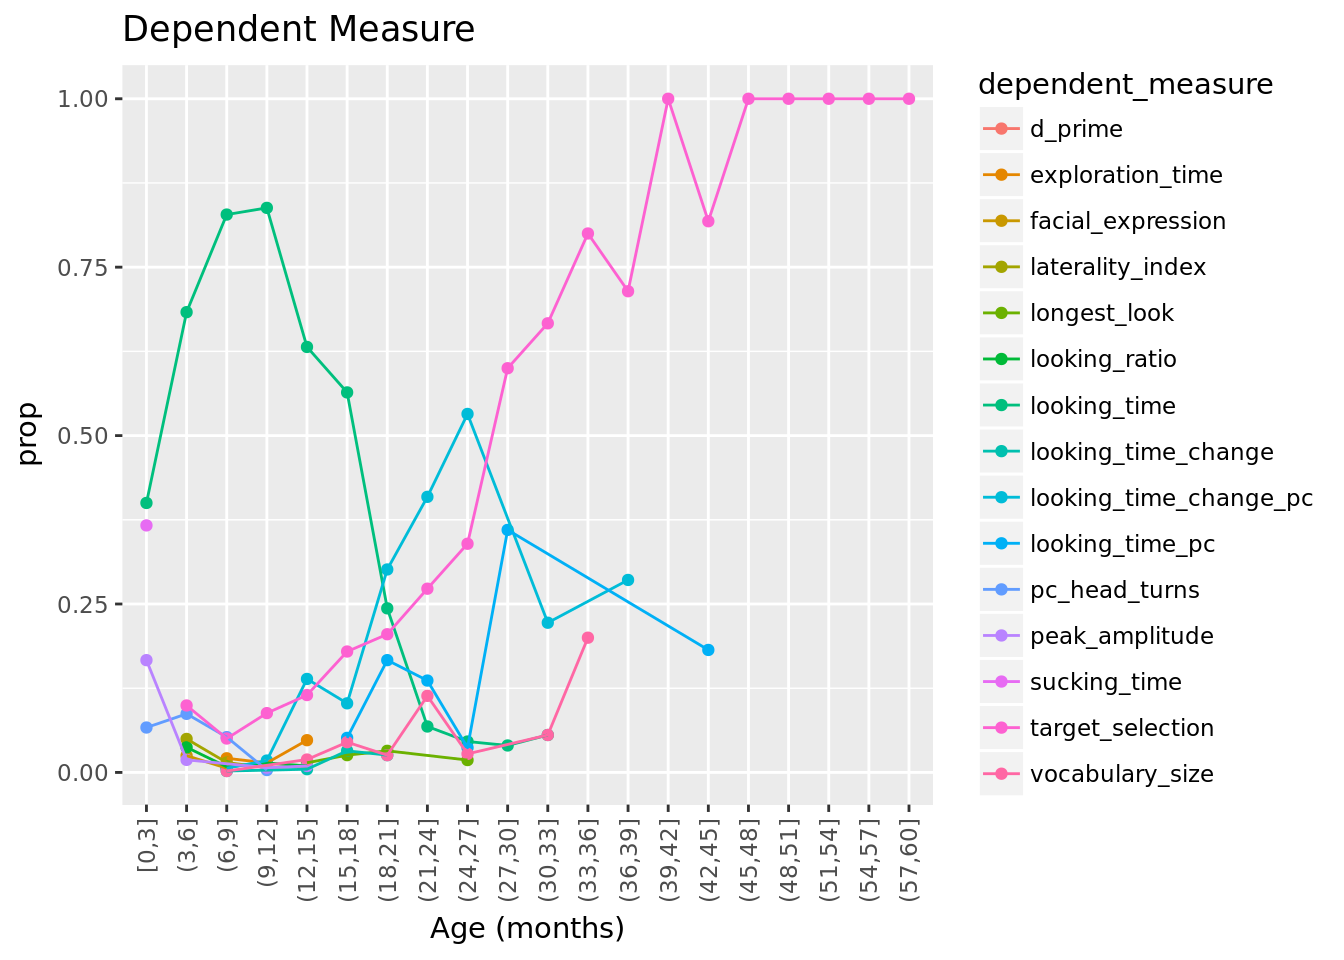 Dependent Measure
1.00
0.75
0.50
0.25
0.00
prop
[0,3]
(3,6]
(6,9]
(9,12]
(12,15]
(15,18]
(18,21]
(21,24]
(24,27]
(27,30]
(30,33]
(33,36]
(36,39]
(39,42]
(42,45]
(45,48]
(48,51]
(51,54]
(54,57]
(57,60]
Age (months)
dependent_measure
d_prime
exploration_time
facial_expression
laterality_index
longest_look
looking_ratio
looking_time
looking_time_change
looking_time_change_pc
looking_time_pc
pc_head_turns
peak_amplitude
sucking_time
target_selection
vocabulary_size